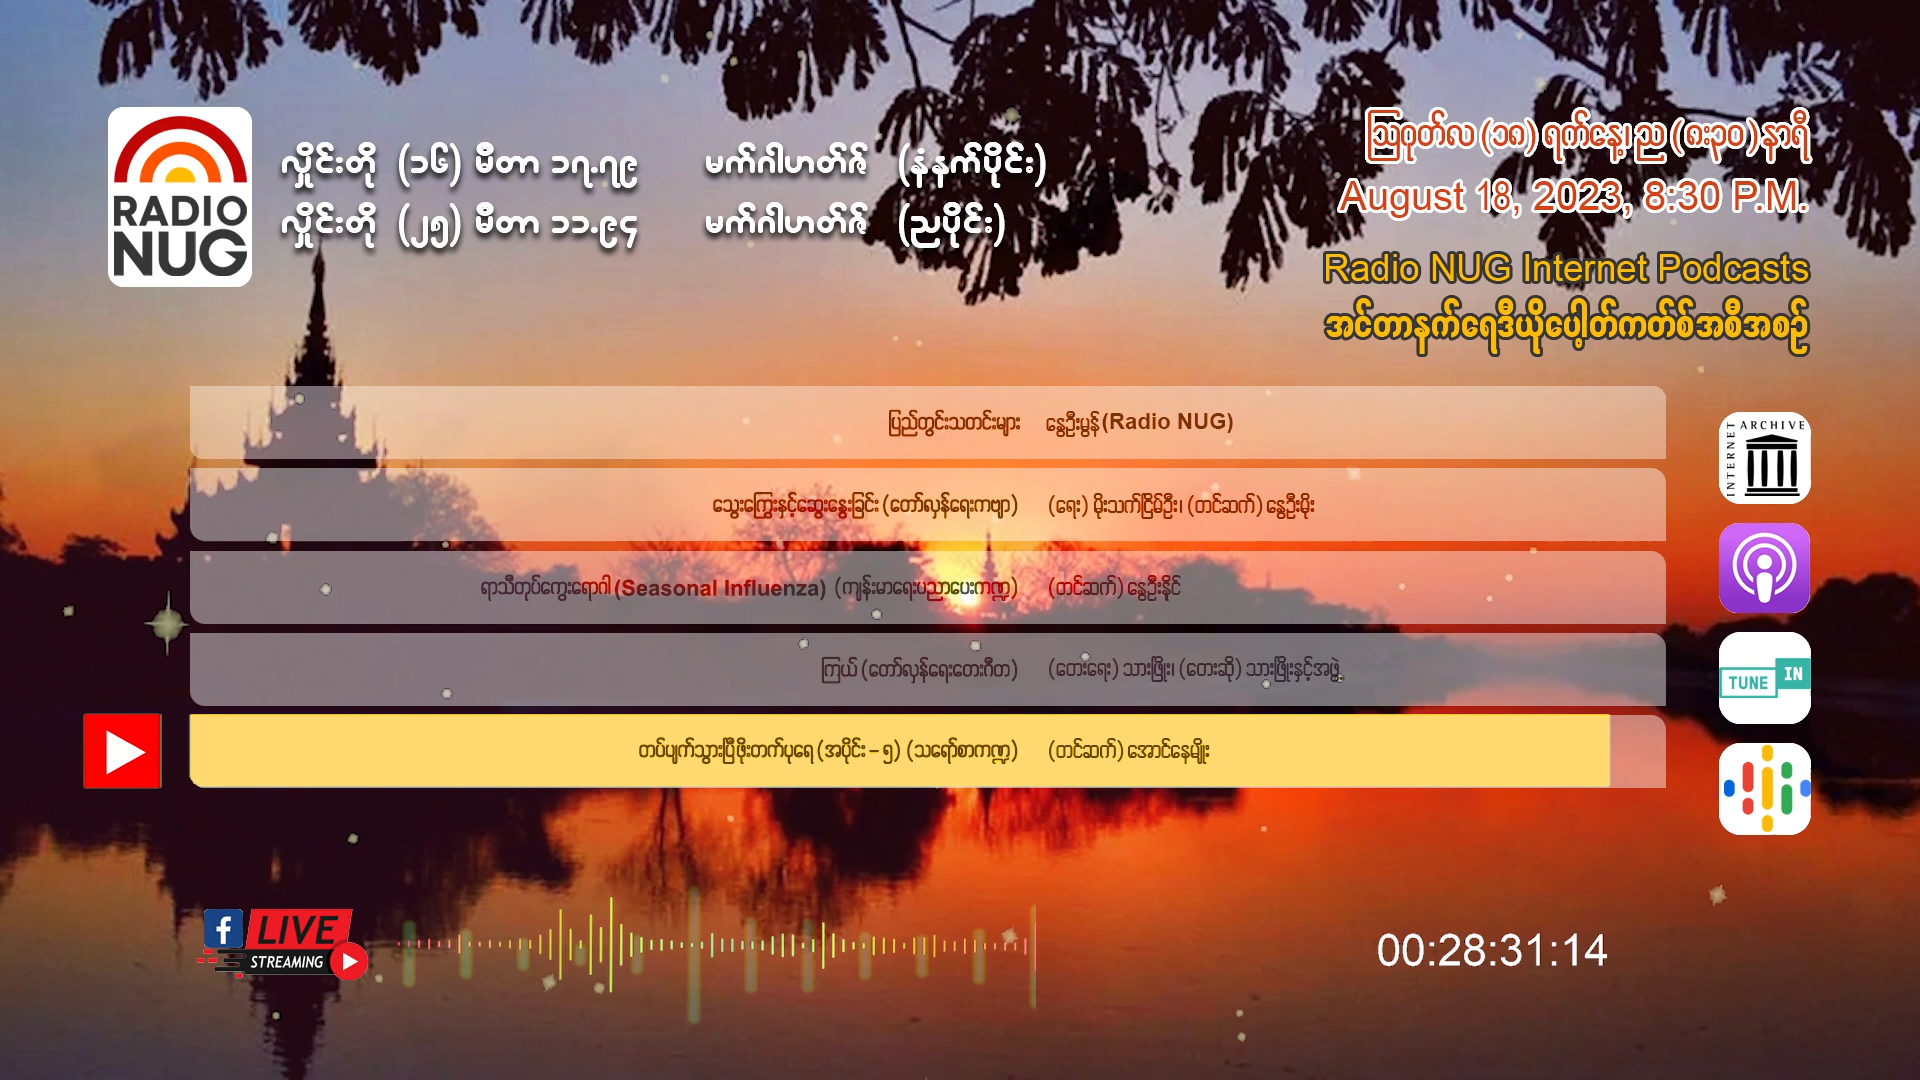 RADIO
NUG
လှိုင်းတို (၁၆) မီတာ ၁၇.၇၉ မက်ဂါဟတ်ဇ် (နံနက်ပိုင်း)
လှိုင်းတို (၂၅) မီတာ ၁၁.၉၄ မက်ဂါဟတ်ဇ် (ညပိုင်း)
ဩဂုတ်လ (၁၈) ရက်နေ့၊ ည (၈း၃၀) နာရီ
August 18, 2023, 8:30 P.M.
Radio NUG Internet Podcasts
အင်တာနက်ရေဒီယိုပေါ့တ်ကတ်စ်အစီအစဉ်
ပြည်တွင်းသတင်းများ နွေဦးမွန် (Radio NUG)
သွေးကြွေးနှင့်ဆွေးနွေးခြင်း (တော်လှန်ရေးကဗျာ) (ရေး) မိုးသက်ငြိမ်ဦး၊ (တင်ဆက်) နွေဦးမိုး
ရာသီတုပ်ကွေးရောဂါ (Seasonal Influenza) (ကျန်းမာရေးပညာပေးကဏ္ဍ) (တင်ဆက်) နွေဦးနိုင်
ကြယ် (တော်လှန်ရေးတေးဂီတ) (တေးရေး) သားဖြိုး၊ (တေးဆို) သားဖြိုးနှင့်အဖွဲ့
တပ်ပျက်သွားပြီဖိုးတက်ပုရေ (အပိုင်း – ၅) (သရော်စာကဏ္ဍ) (တင်ဆက်) အောင်နေမျိုး
INTERNET ARCHIVE
TUNE IN
f LIVE
STREAMING
00:28:31:14